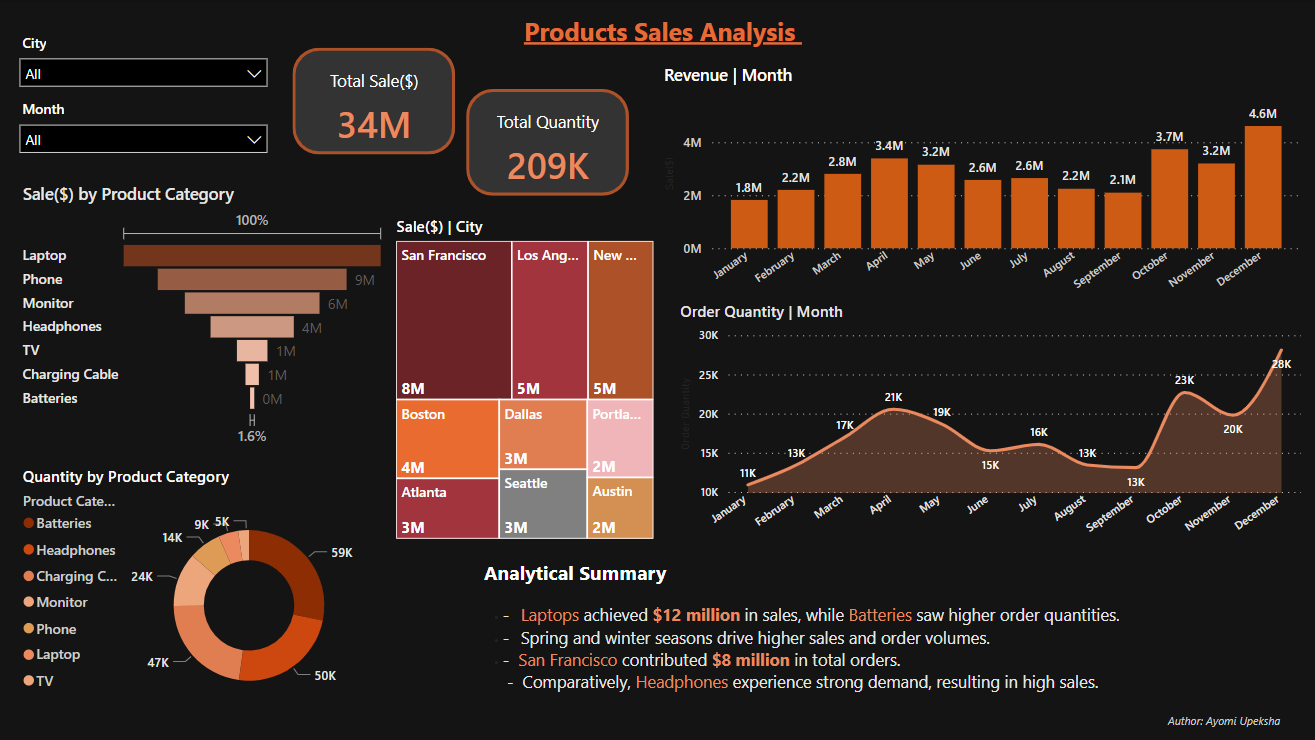 Products Sales Analysis
City
All
Month
All
Total Sale($)
34M
Total Quantity
209K
Sale($) by Product Category
100%
Laptop
Phone 9M
Monitor 6M
Headphones 4M
TV 1M
Charging Cable 1M
Batteries 0M
1.6%
Quantity by Product Category
Product Cate...
Batteries
Headphones
Charging C...
Monitor
Phone
Laptop
TV
59K
50K
47K
24K
14K
9K
5K
Sale($) | City
San Francisco
8M
Los Ang...
5M
New ...
5M
Boston
4M
Dallas
3M
Portla...
2M
Atlanta
3M
Seattle
3M
Austin
2M
Revenue | Month
Sale($)
4M
2M
0M
1.8M
2.2M
2.8M
3.4M
3.2M
2.6M
2.6M
2.2M
2.1M
3.7M
3.2M
4.6M
January
February
March
April
May
June
July
August
September
October
November
December
Order Quantity | Month
Order Quantity
30K
25K
20K
15K
10K
11K
13K
17K
21K
19K
15K
16K
13K
13K
23K
20K
28K
January
February
March
April
May
June
July
August
September
October
November
December
Analytical Summary
- Laptops achieved $12 million in sales, while Batteries saw higher order quantities.
- Spring and winter seasons drive higher sales and order volumes.
- San Francisco contributed $8 million in total orders.
- Comparatively, Headphones experience strong demand, resulting in high sales.
Author: Ayomi Upeksha